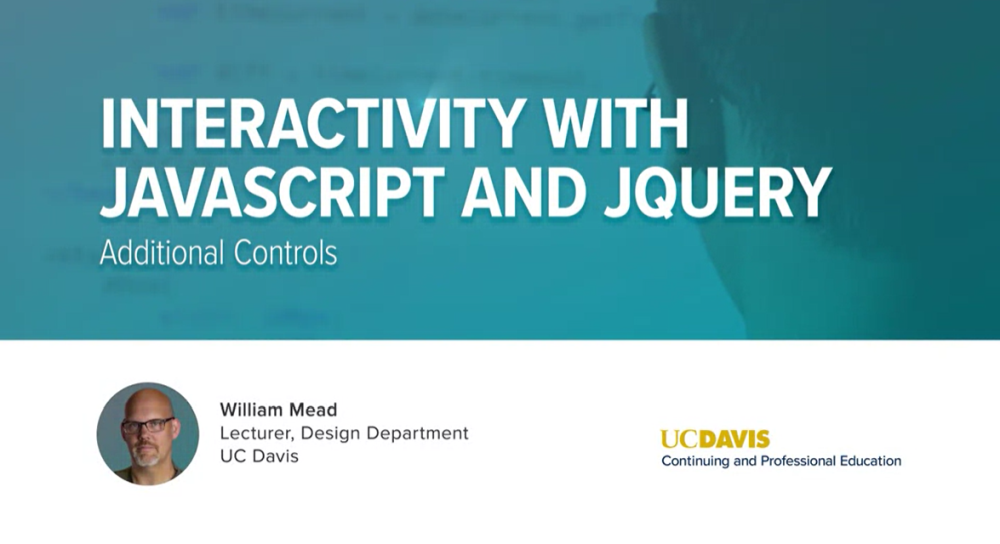 INTERACTIVITY WITH
JAVASCRIPT AND JQUERY
Additional Controls
William Mead
Lecturer, Design Department
UC Davis
UCDAVIS
Continuing and Professional Education